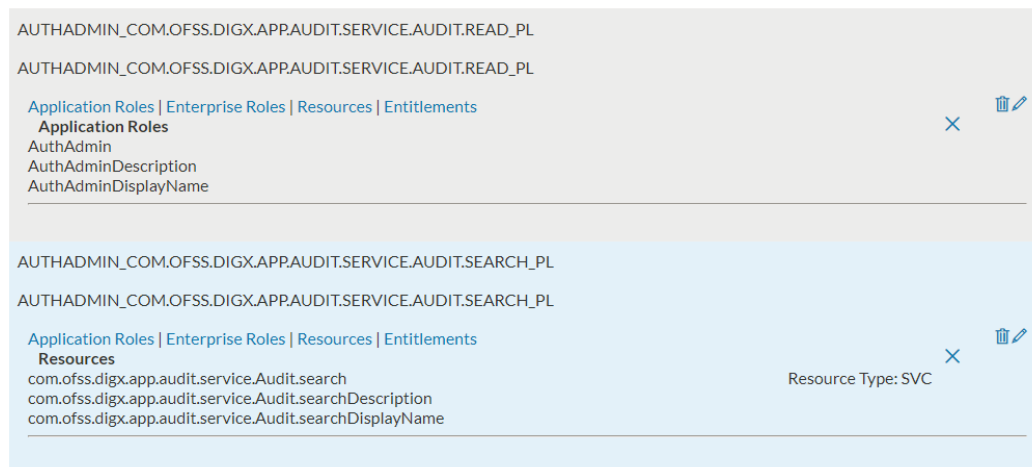 AUTHADMIN_COM.OFSS.DIGX.APP.AUDIT.SERVICE.AUDIT.READ_PL
AUTHADMIN_COM.OFSS.DIGX.APP.AUDIT.SERVICE.AUDIT.READ_PL
Application Roles | Enterprise Roles | Resources | Entitlements
Application Roles
AuthAdmin
AuthAdminDescription
AuthAdminDisplayName
AUTHADMIN_COM.OFSS.DIGX.APP.AUDIT.SERVICE.AUDIT.SEARCH_PL
AUTHADMIN_COM.OFSS.DIGX.APP.AUDIT.SERVICE.AUDIT.SEARCH_PL
Application Roles | Enterprise Roles | Resources | Entitlements
Resources
com.ofss.digx.app.audit.service.Audit.search Resource Type: SVC
com.ofss.digx.app.audit.service.Audit.searchDescription
com.ofss.digx.app.audit.service.Audit.searchDisplayName